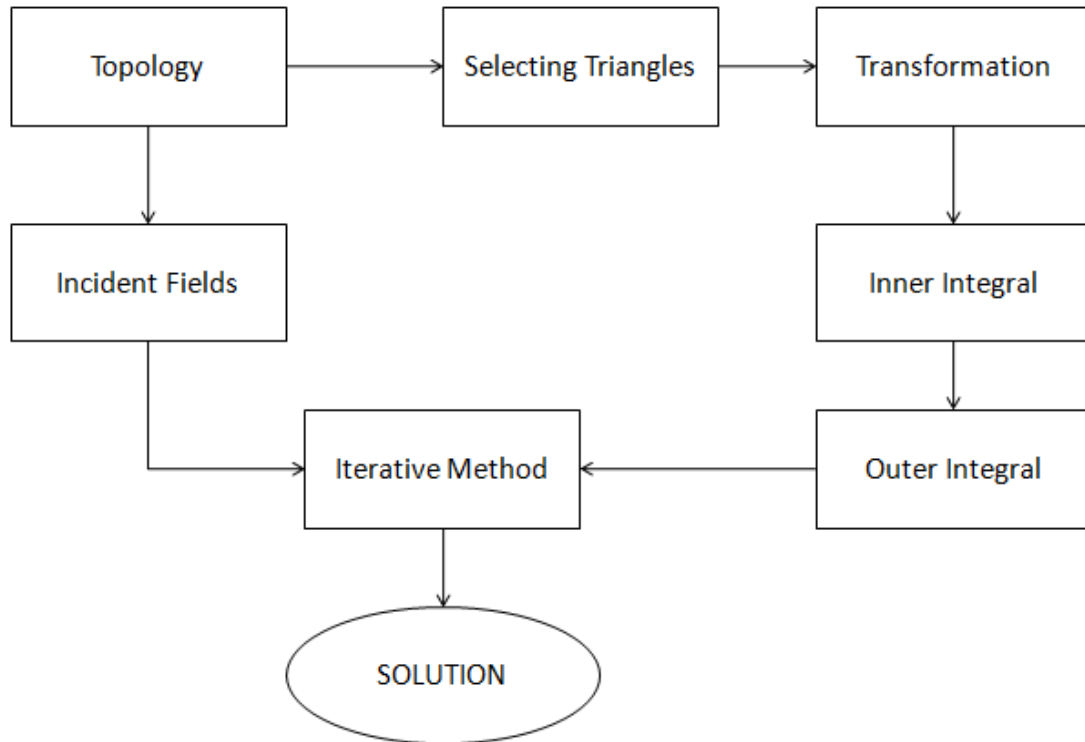 Topology
Selecting Triangles
Transformation
Incident Fields
Inner Integral
Iterative Method
Outer Integral
SOLUTION